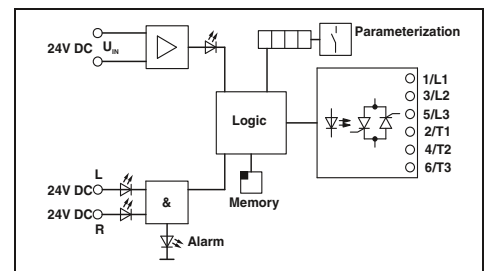 Parameterization
24V DC U_IN
1/L1
3/L2
5/L3
2/T1
4/T2
6/T3
Logic
L
24V DC
&
24V DC
R
Memory
Alarm